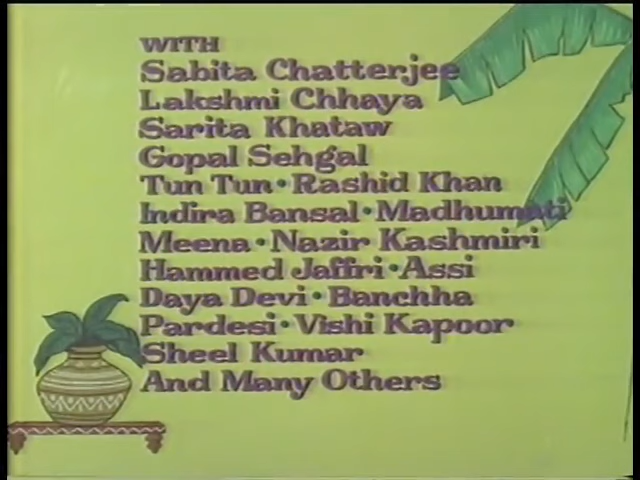 WITH
Sabita Chatterjee
Lakshmi Chhaya
Sarita Khataw
Gopal Sehgal
Tun Tun • Rashid Khan
Indira Bansal • Madhumati
Meena • Nazir Kashmiri
Hammed Jaffri • Assi
Daya Devi • Banchha
Pardesi • Vishi Kapoor
Sheel Kumar
And Many Others